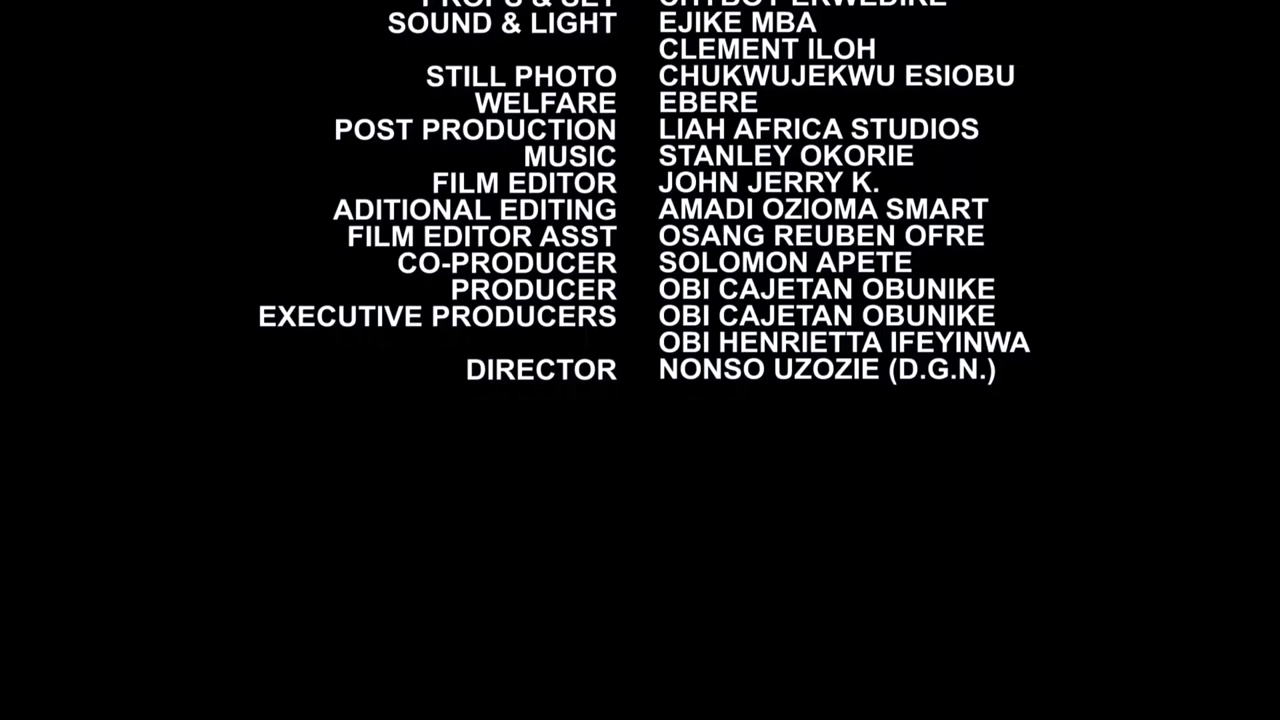 PROPS & SET
SOUND & LIGHT EJIKE MBA
CLEMENT ILOH
STILL PHOTO CHUKWUJEKWU ESIOBU
WELFARE EBERE
POST PRODUCTION LIAH AFRICA STUDIOS
MUSIC STANLEY OKORIE
FILM EDITOR JOHN JERRY K.
ADITIONAL EDITING AMADI OZIOMA SMART
FILM EDITOR ASST OSANG REUBEN OFRE
CO-PRODUCER SOLOMON APETE
PRODUCER OBI CAJETAN OBUNIKE
EXECUTIVE PRODUCERS OBI CAJETAN OBUNIKE
OBI HENRIETTA IFEYINWA
DIRECTOR NONSO UZOZIE (D.G.N.)